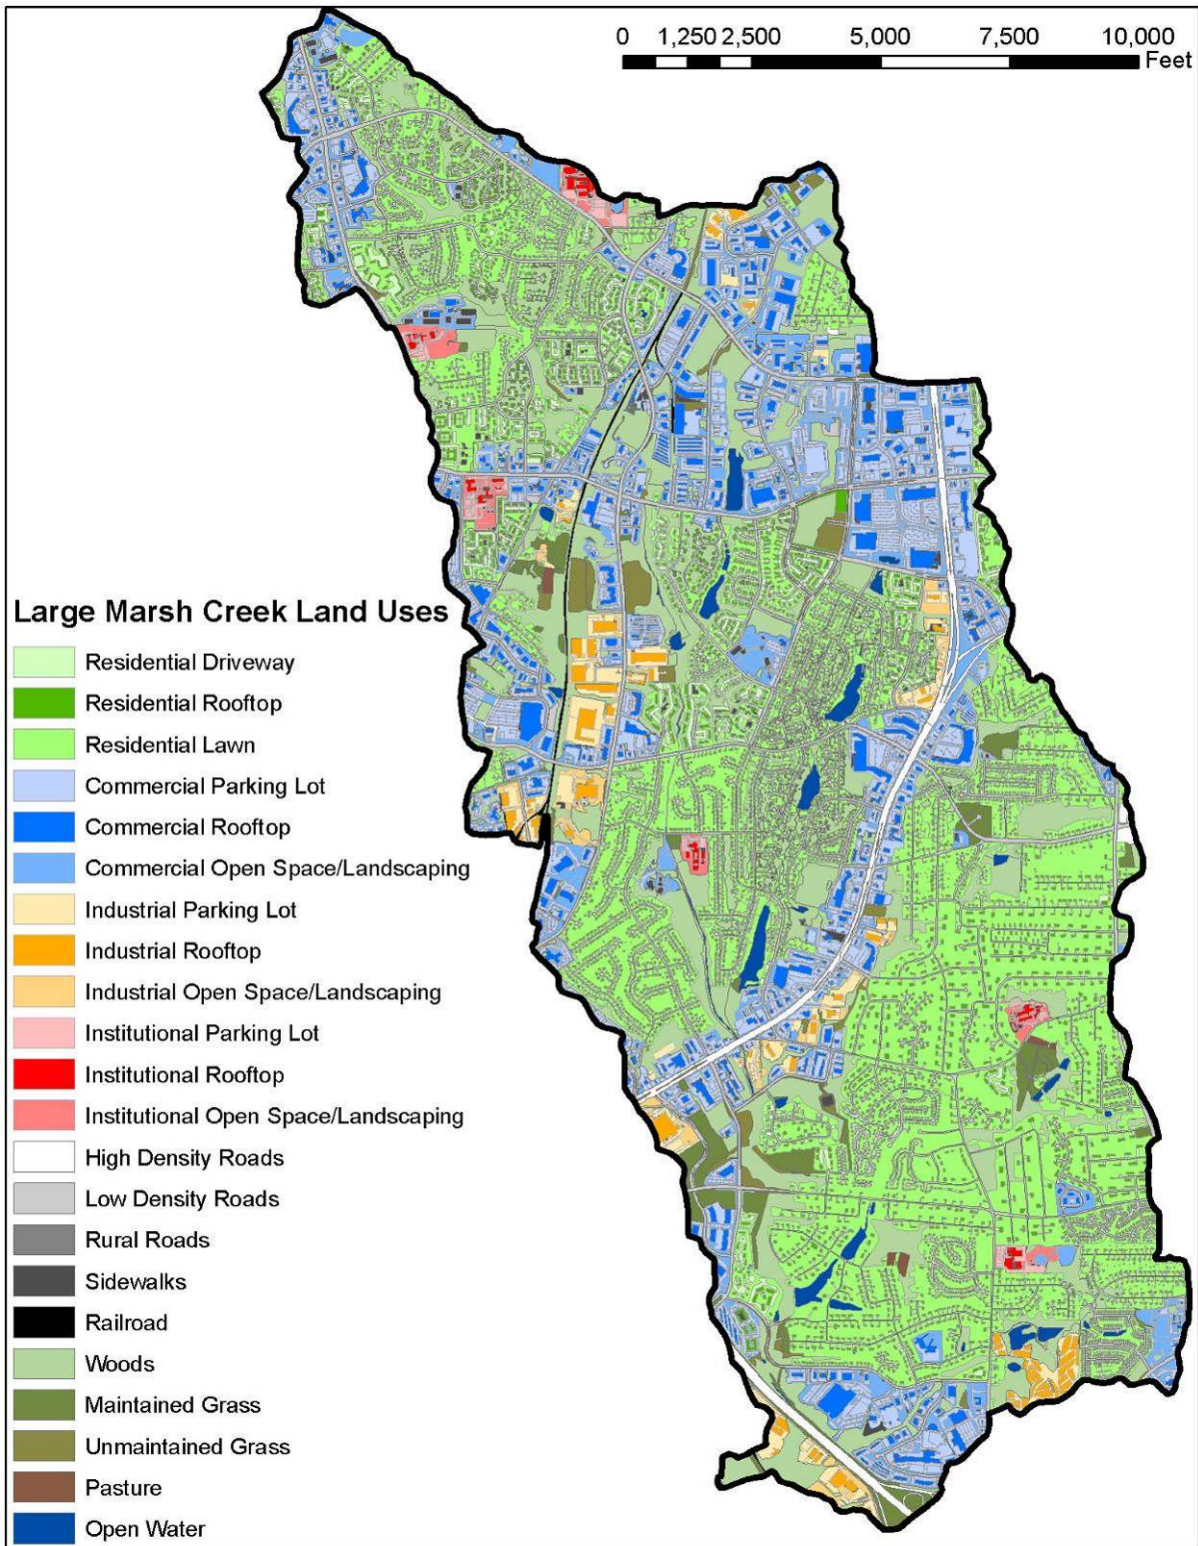 0 1,250 2,500 5,000 7,500 10,000
Feet
Large Marsh Creek Land Uses
Residential Driveway
Residential Rooftop
Residential Lawn
Commercial Parking Lot
Commercial Rooftop
Commercial Open Space/Landscaping
Industrial Parking Lot
Industrial Rooftop
Industrial Open Space/Landscaping
Institutional Parking Lot
Institutional Rooftop
Institutional Open Space/Landscaping
High Density Roads
Low Density Roads
Rural Roads
Sidewalks
Railroad
Woods
Maintained Grass
Unmaintained Grass
Pasture
Open Water